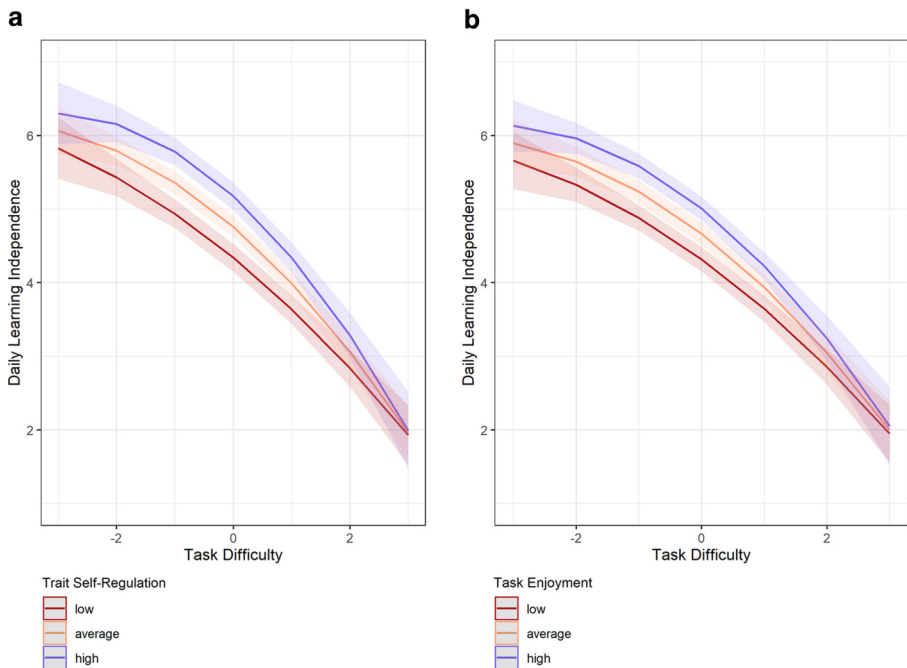 a
Daily Learning Independence
6
4
2
-2
0
2
Task Difficulty
Trait Self-Regulation
low
average
high
b
Daily Learning Independence
6
4
2
-2
0
2
Task Difficulty
Task Enjoyment
low
average
high